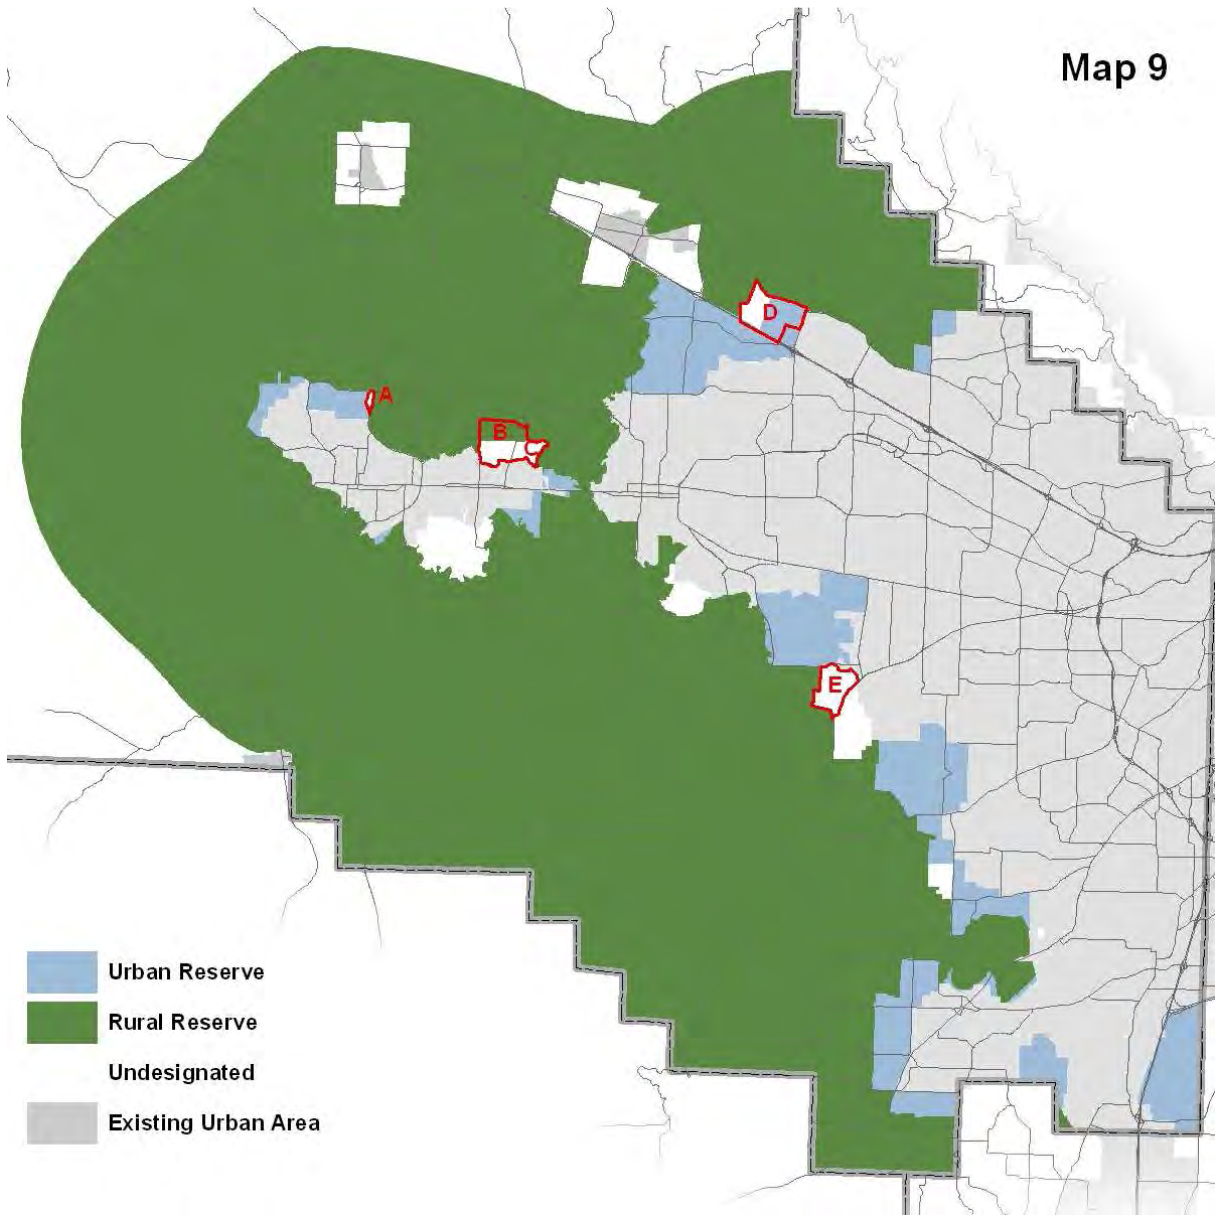 Map 9
D
A
B
C
E
Urban Reserve
Rural Reserve
Undesignated
Existing Urban Area